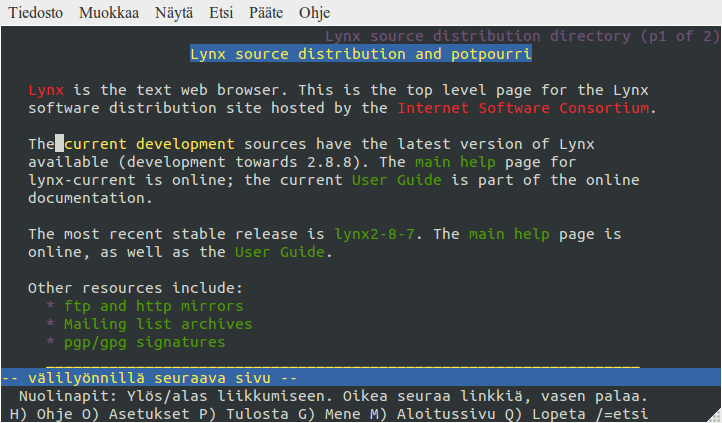 Tiedosto Muokkaa Näytä Etsi Pääte Ohje
Lynx source distribution directory (p1 of 2)
Lynx source distribution and potpourri
Lynx is the text web browser. This is the top level page for the Lynx
software distribution site hosted by the Internet Software Consortium.
The current development sources have the latest version of Lynx
available (development towards 2.8.8). The main help page for
lynx-current is online; the current User Guide is part of the online
documentation.
The most recent stable release is lynx2-8-7. The main help page is
online, as well as the User Guide.
Other resources include:
* ftp and http mirrors
* Mailing list archives
* pgp/gpg signatures
-- välilyönnillä seuraava sivu --
Nuolinapit: Ylös/alas liikkumiseen. Oikea seuraa linkkiä, vasen palaa.
H) Ohje O) Asetukset P) Tulosta G) Mene M) Aloitussivu Q) Lopeta /=etsi